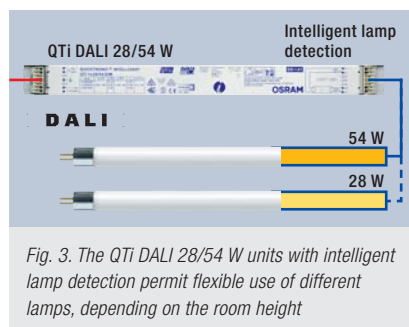 Intelligent lamp
detection
QTi DALI 28/54 W
OSRAM
DALI
54 W
28 W
Fig. 3. The QTi DALI 28/54 W units with intelligent
lamp detection permit flexible use of different
lamps, depending on the room height